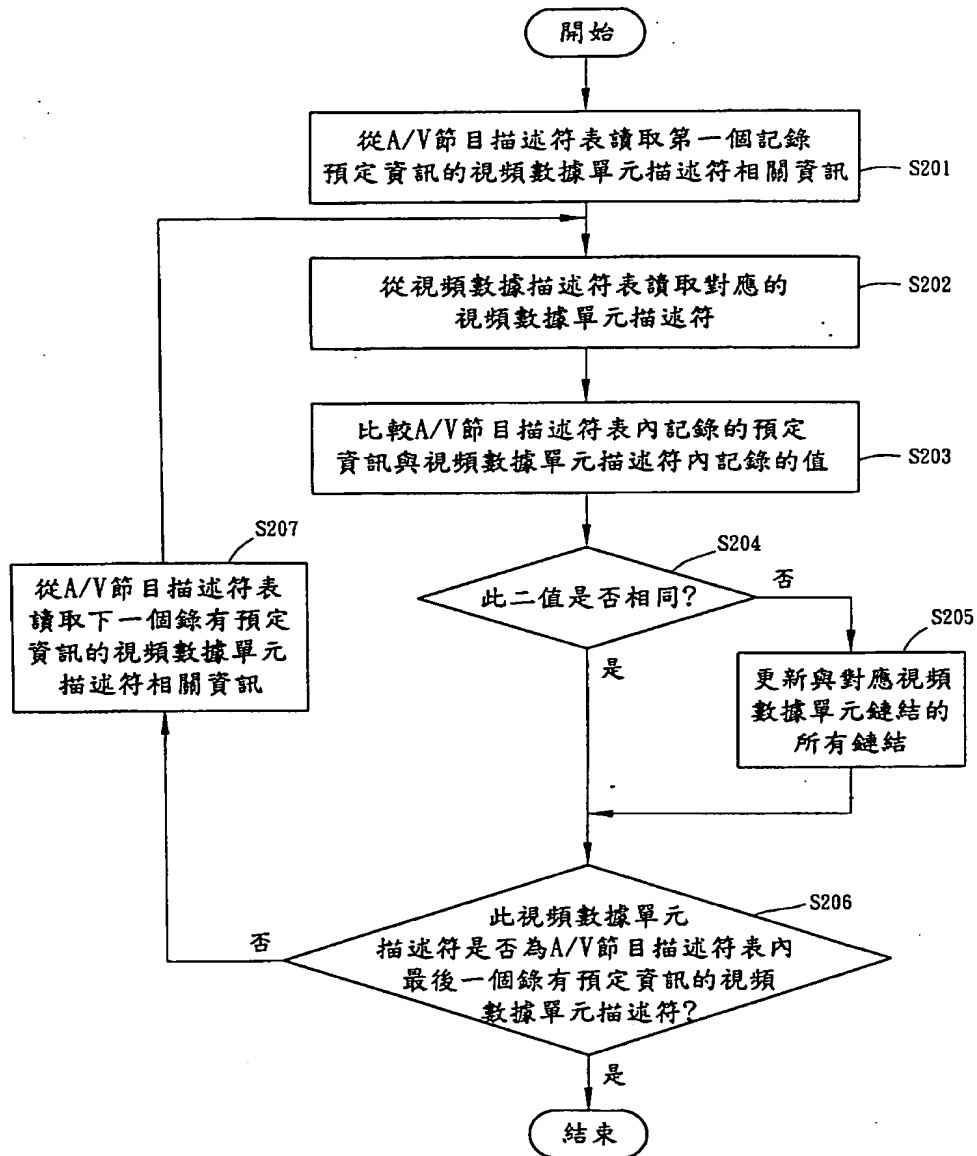 開始
從A/V節目描述符表讀取第一個記錄
預定資訊的視頻數據單元描述符相關資訊
S201
從視頻數據描述符表讀取對應的
視頻數據單元描述符
S202
比較A/V節目描述符表內記錄的預定
資訊與視頻數據單元描述符內記錄的值
S203
S204
此二值是否相同?
否
是
S205
更新與對應視頻
數據單元鏈結的
所有鏈結
S207
從A/V節目描述符表
讀取下一個錄有預定
資訊的視頻數據單元
描述符相關資訊
S206
此視頻數據單元
描述符是否為A/V節目描述符表內
最後一個錄有預定資訊的視頻
數據單元描述符?
否
是
結束